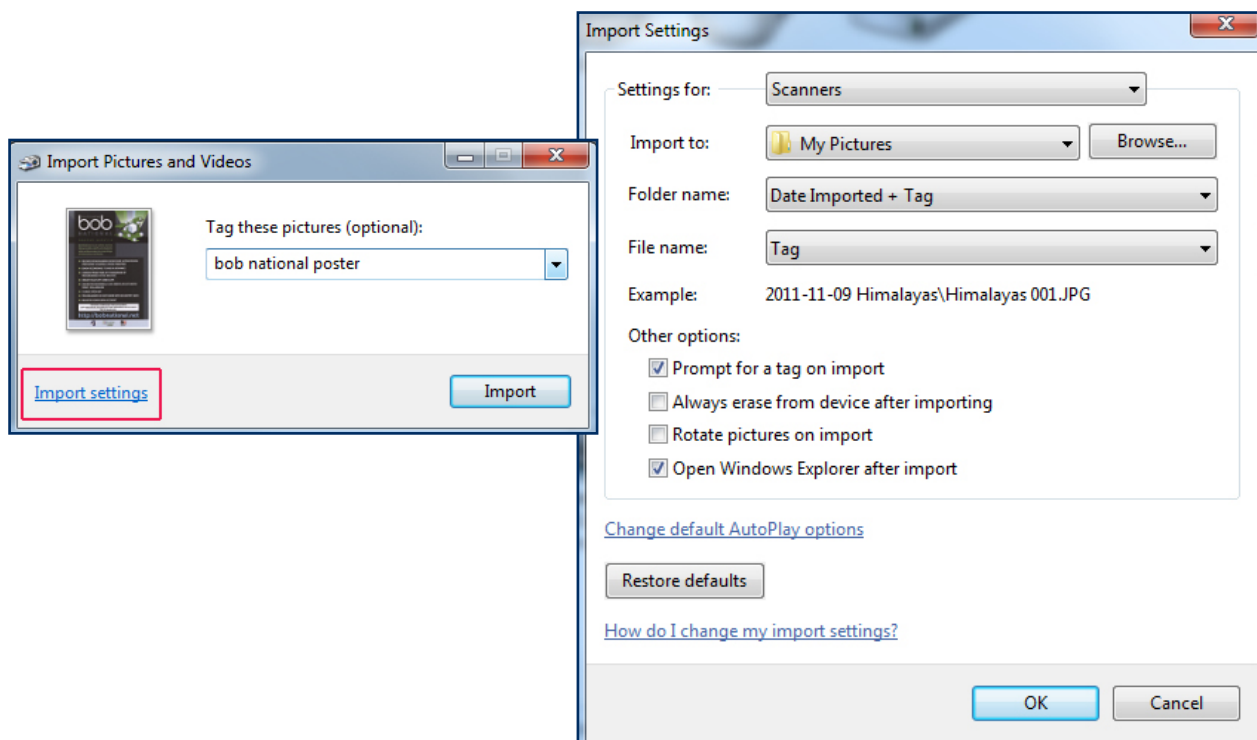 Import Pictures and Videos
bob
Tag these pictures (optional):
bob national poster
Import settings
Import
Import Settings
Settings for:
Scanners
Import to:
My Pictures
Browse...
Folder name:
Date Imported + Tag
File name:
Tag
Example:
2011-11-09 Himalayas\Himalayas 001.JPG
Other options:
Prompt for a tag on import
Always erase from device after importing
Rotate pictures on import
Open Windows Explorer after import
Change default AutoPlay options
Restore defaults
How do I change my import settings?
OK
Cancel